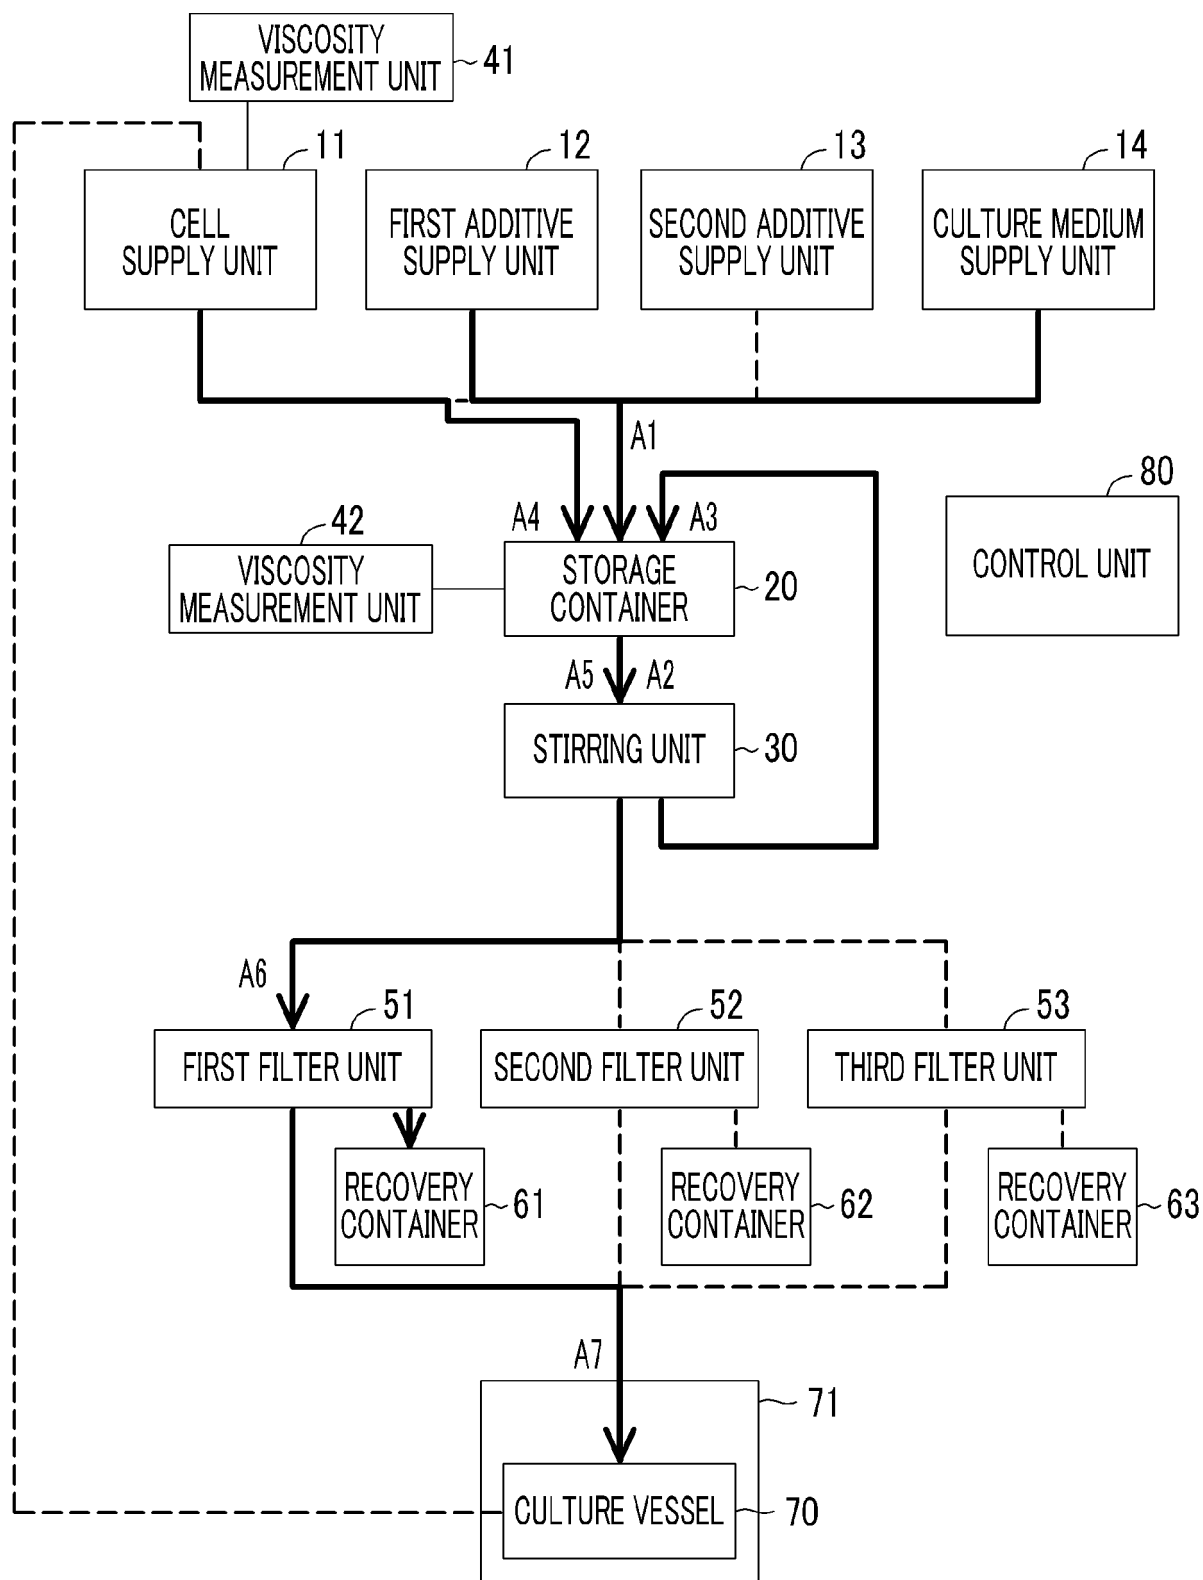 VISCOSITY
MEASUREMENT UNIT
41
11
12
13
14
CELL
SUPPLY UNIT
FIRST ADDITIVE
SUPPLY UNIT
SECOND ADDITIVE
SUPPLY UNIT
CULTURE MEDIUM
SUPPLY UNIT
A1
A4
A3
42
VISCOSITY
MEASUREMENT UNIT
STORAGE
CONTAINER
20
80
CONTROL UNIT
A5
A2
STIRRING UNIT
30
A6
51
52
53
FIRST FILTER UNIT
SECOND FILTER UNIT
THIRD FILTER UNIT
RECOVERY
CONTAINER
61
RECOVERY
CONTAINER
62
RECOVERY
CONTAINER
63
A7
71
CULTURE VESSEL
70